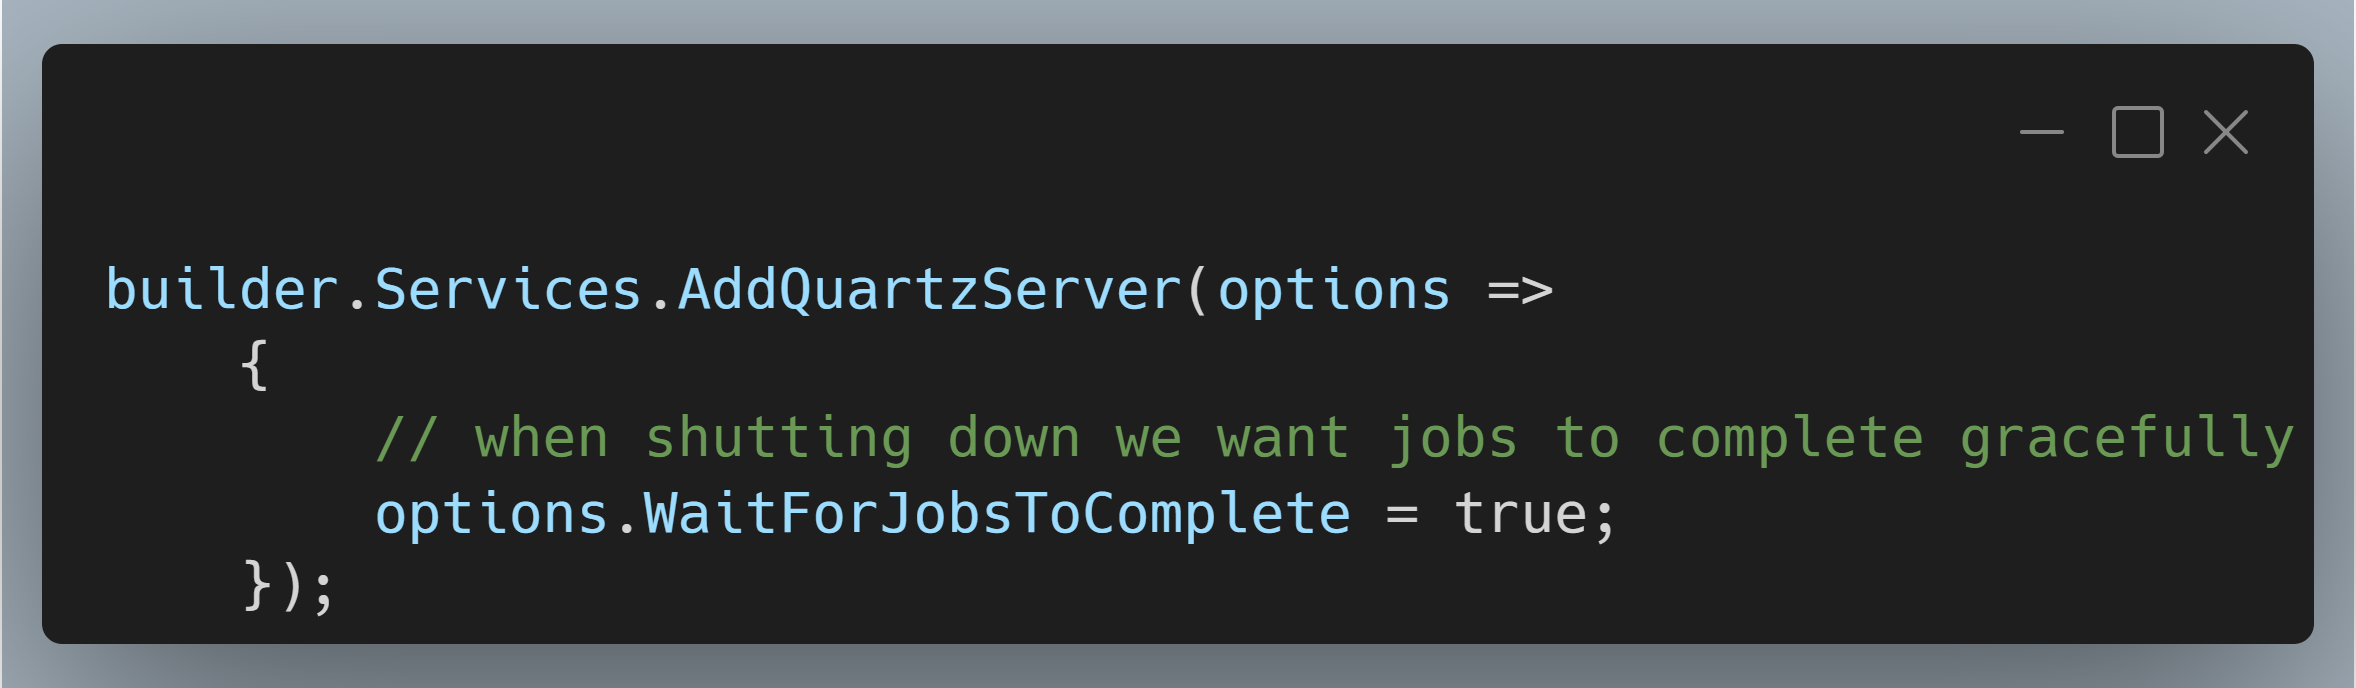 builder.Services.AddQuartzServer(options =>
    {
        // when shutting down we want jobs to complete gracefully
        options.WaitForJobsToComplete = true;
    });